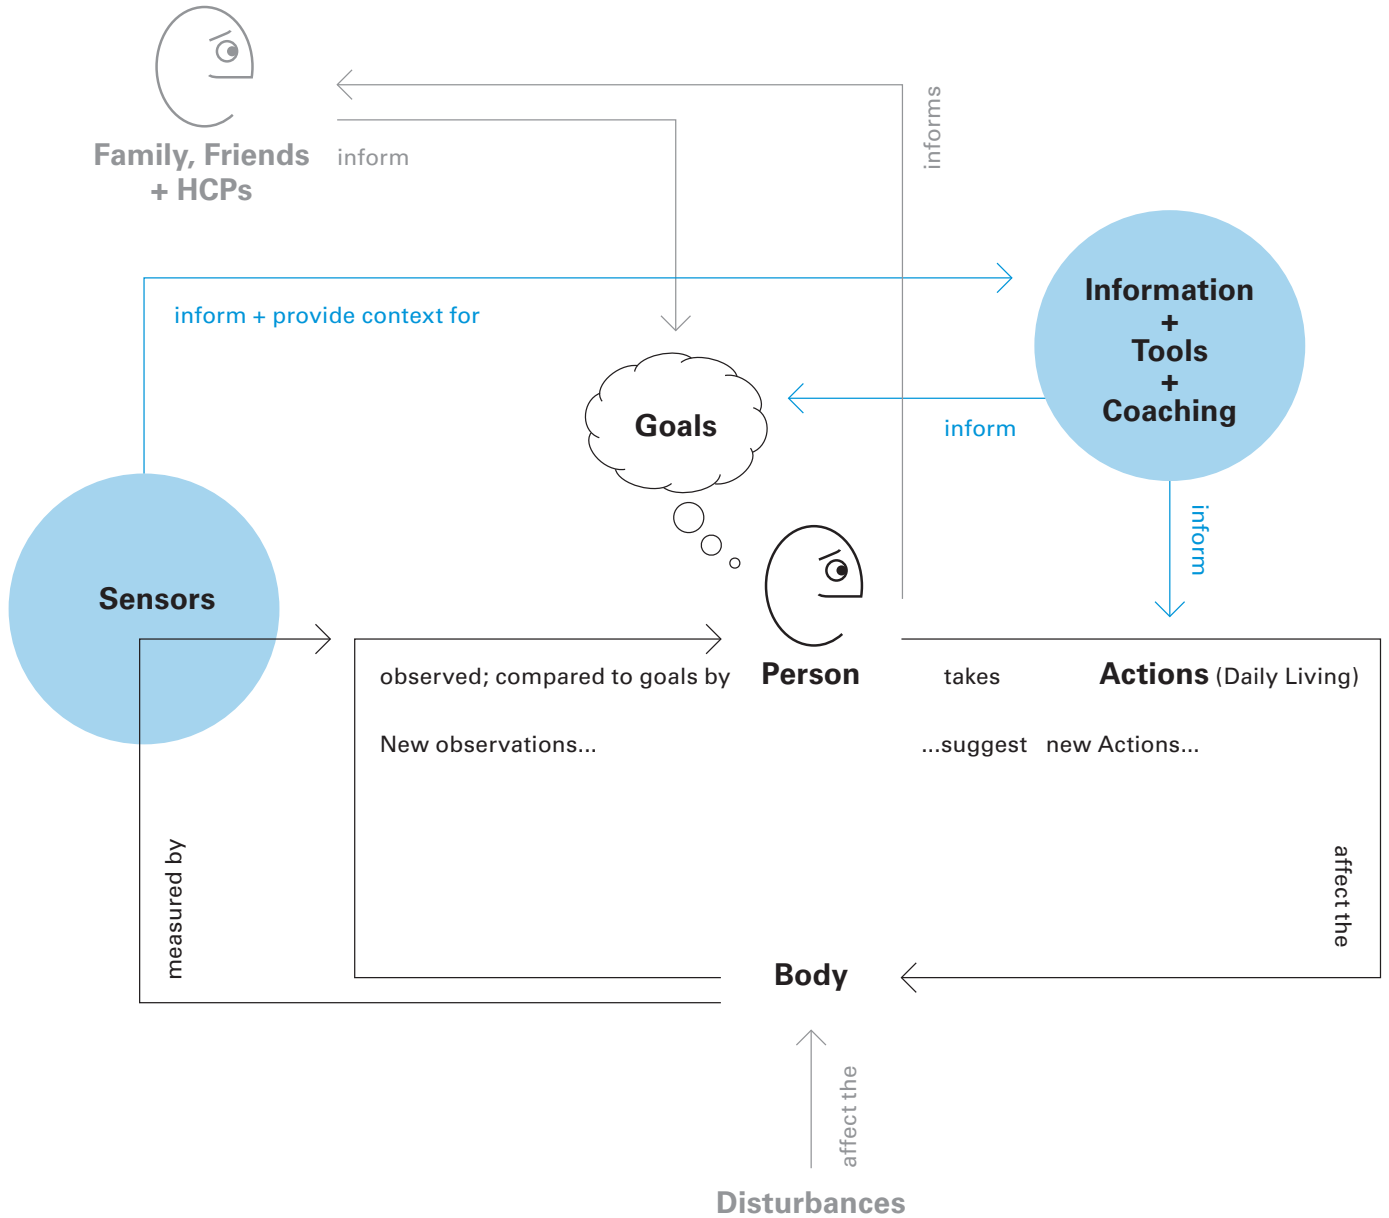 Family, Friends
+ HCPs
inform
informs
inform + provide context for
Information
+
Tools
+
Coaching
Goals
inform
inform
Sensors
observed; compared to goals by
Person
takes
Actions (Daily Living)
New observations...
...suggest
new Actions...
measured by
affect the
Body
affect the
Disturbances